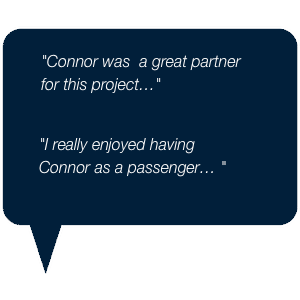 "Connor was  a great partner
for this project..."
"I really enjoyed having
Connor as a passenger... "